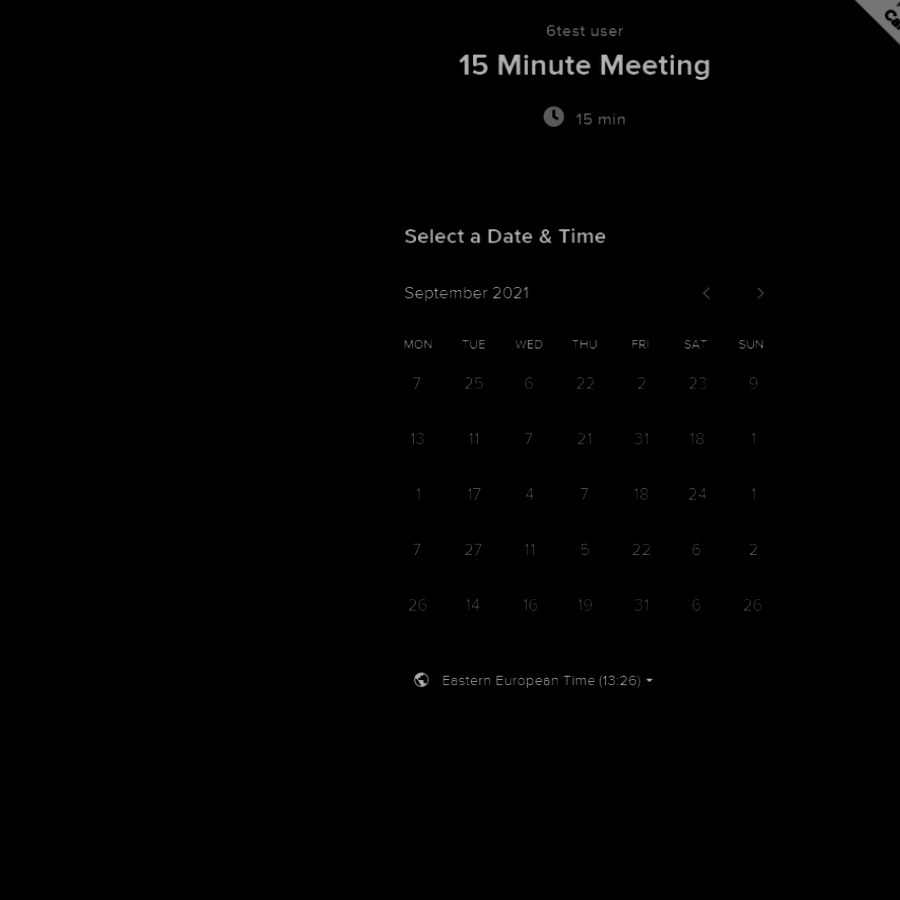 6test user
15 Minute Meeting
15 min
Select a Date & Time
September 2021
MON TUE WED THU FRI SAT SUN
7 25 6 22 2 23 9
13 11 7 21 31 18 1
1 17 4 7 18 24 1
7 27 11 5 22 6 2
26 14 16 19 31 6 26
Eastern European Time (13:26)